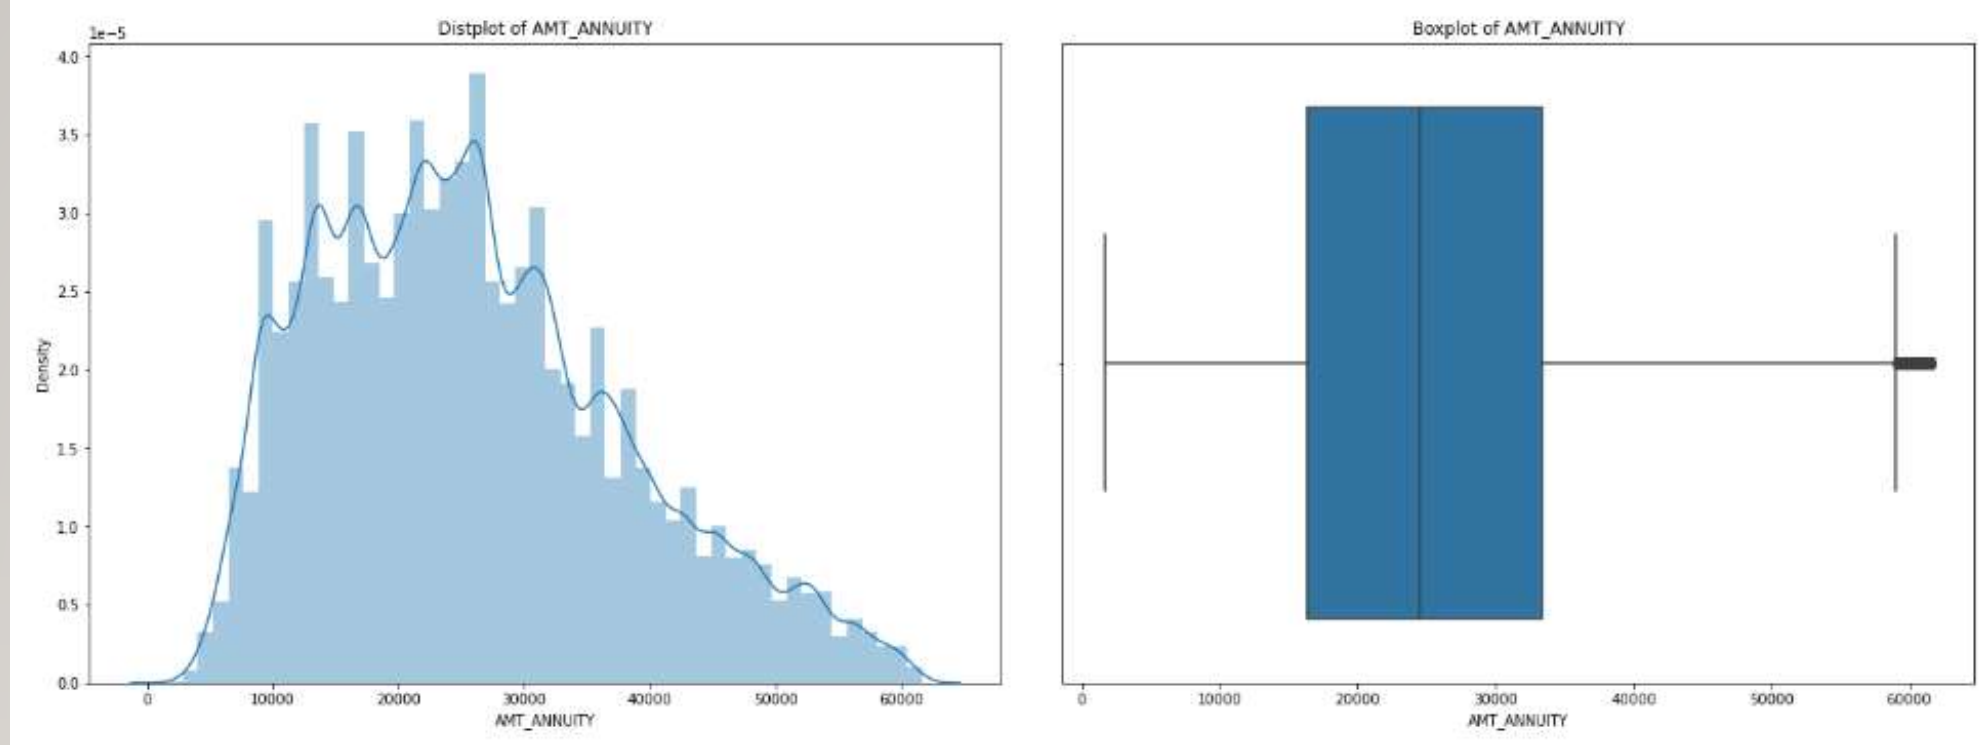 Distplot of AMT_ANNUITY
1e−5
4.0
3.5
3.0
2.5
2.0
1.5
1.0
0.5
0.0
Density
0 10000 20000 30000 40000 50000 60000
AMT_ANNUITY
Boxplot of AMT_ANNUITY
0 10000 20000 30000 40000 50000 60000
AMT_ANNUITY